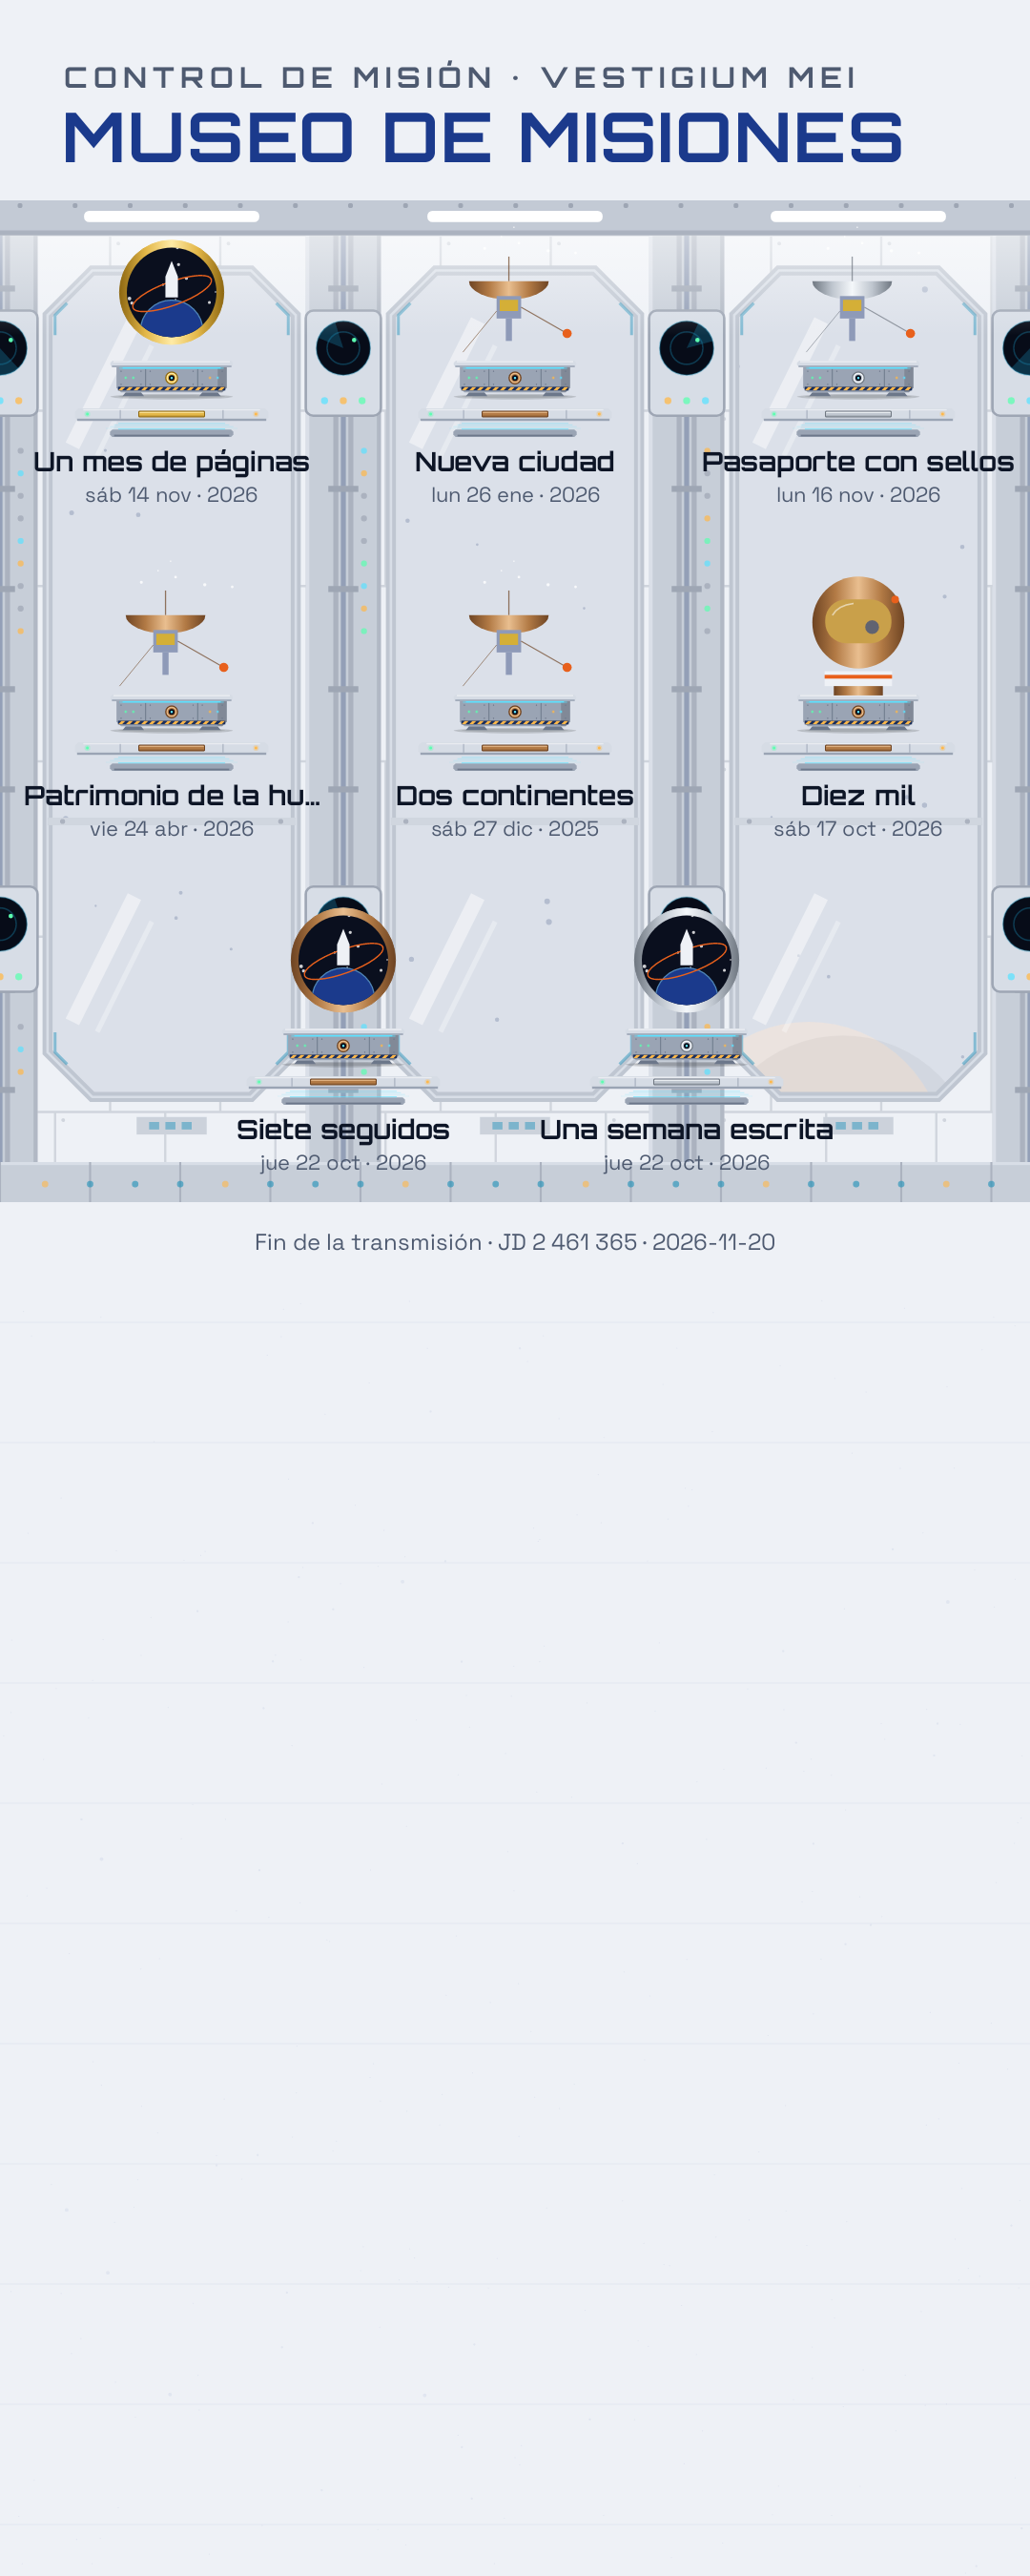 CONTROL DE MISIÓN · VESTIGIUM MEI
MUSEO DE MISIONES
Un mes de páginas
sáb 14 nov · 2026
Nueva ciudad
lun 26 ene · 2026
Pasaporte con sellos
lun 16 nov · 2026
Patrimonio de la hu...
vie 24 abr · 2026
Dos continentes
sáb 27 dic · 2025
Diez mil
sáb 17 oct · 2026
Siete seguidos
jue 22 oct · 2026
Una semana escrita
jue 22 oct · 2026
Fin de la transmisión · JD 2 461 365 · 2026-11-20